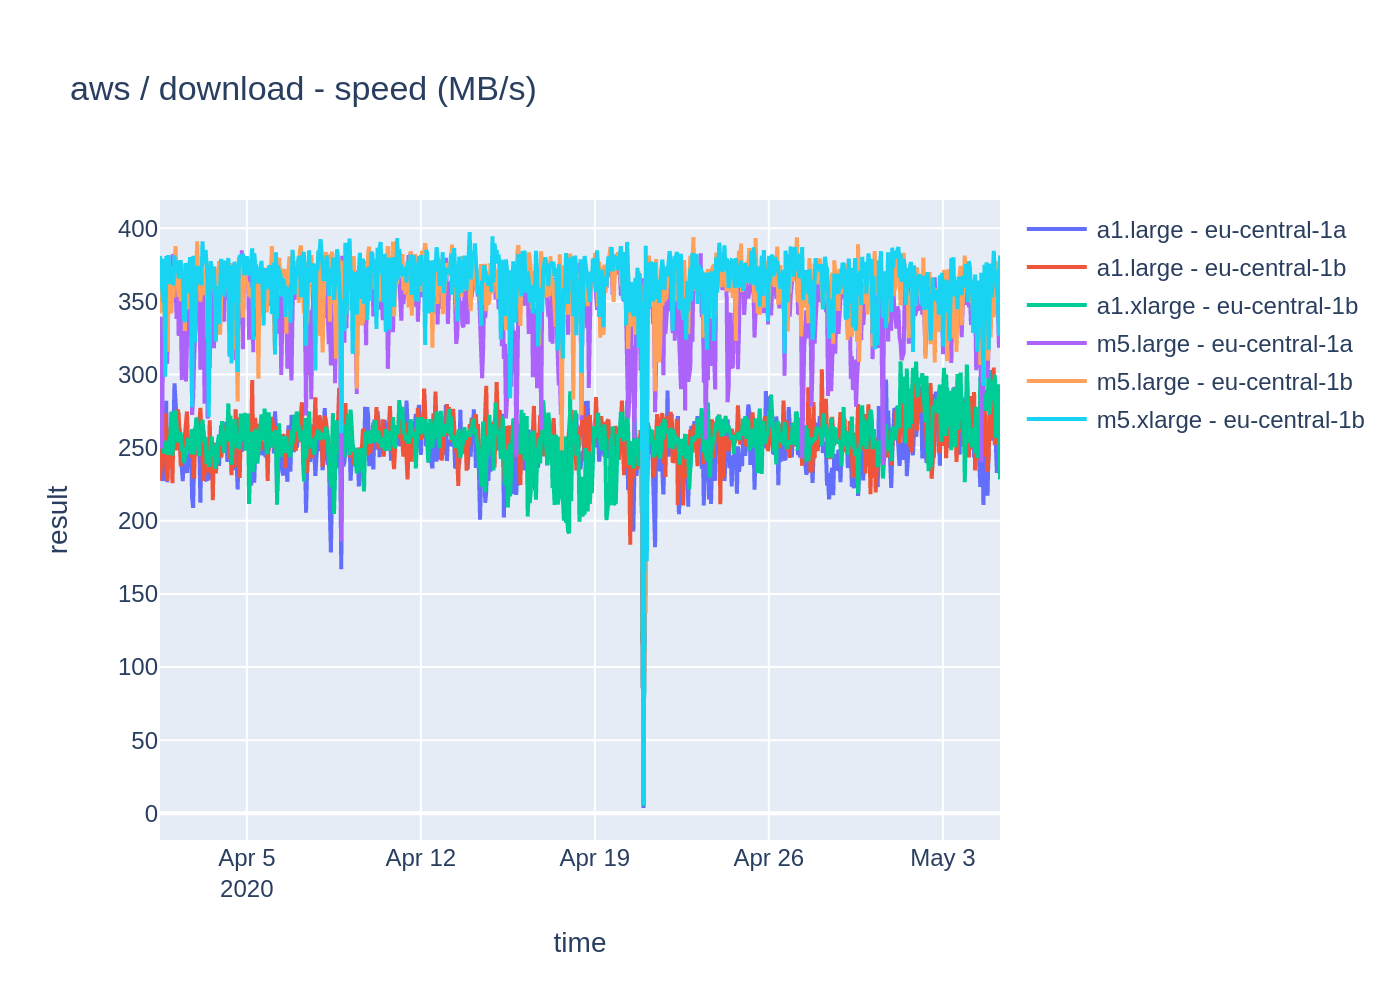 aws / download - speed (MB/s)
400
350
300
250
200
150
100
50
0
result
Apr 5
2020
Apr 12
Apr 19
Apr 26
May 3
time
a1.large - eu-central-1a
a1.large - eu-central-1b
a1.xlarge - eu-central-1b
m5.large - eu-central-1a
m5.large - eu-central-1b
m5.xlarge - eu-central-1b